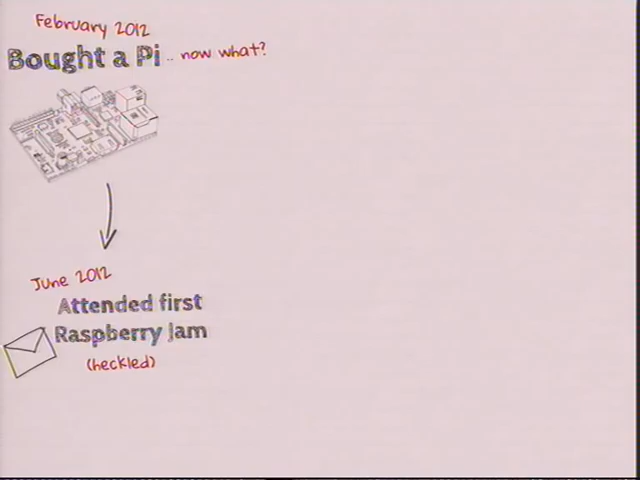 February 2012
Bought a Pi .. now what?
June 2012
Attended first
Raspberry Jam
(heckled)